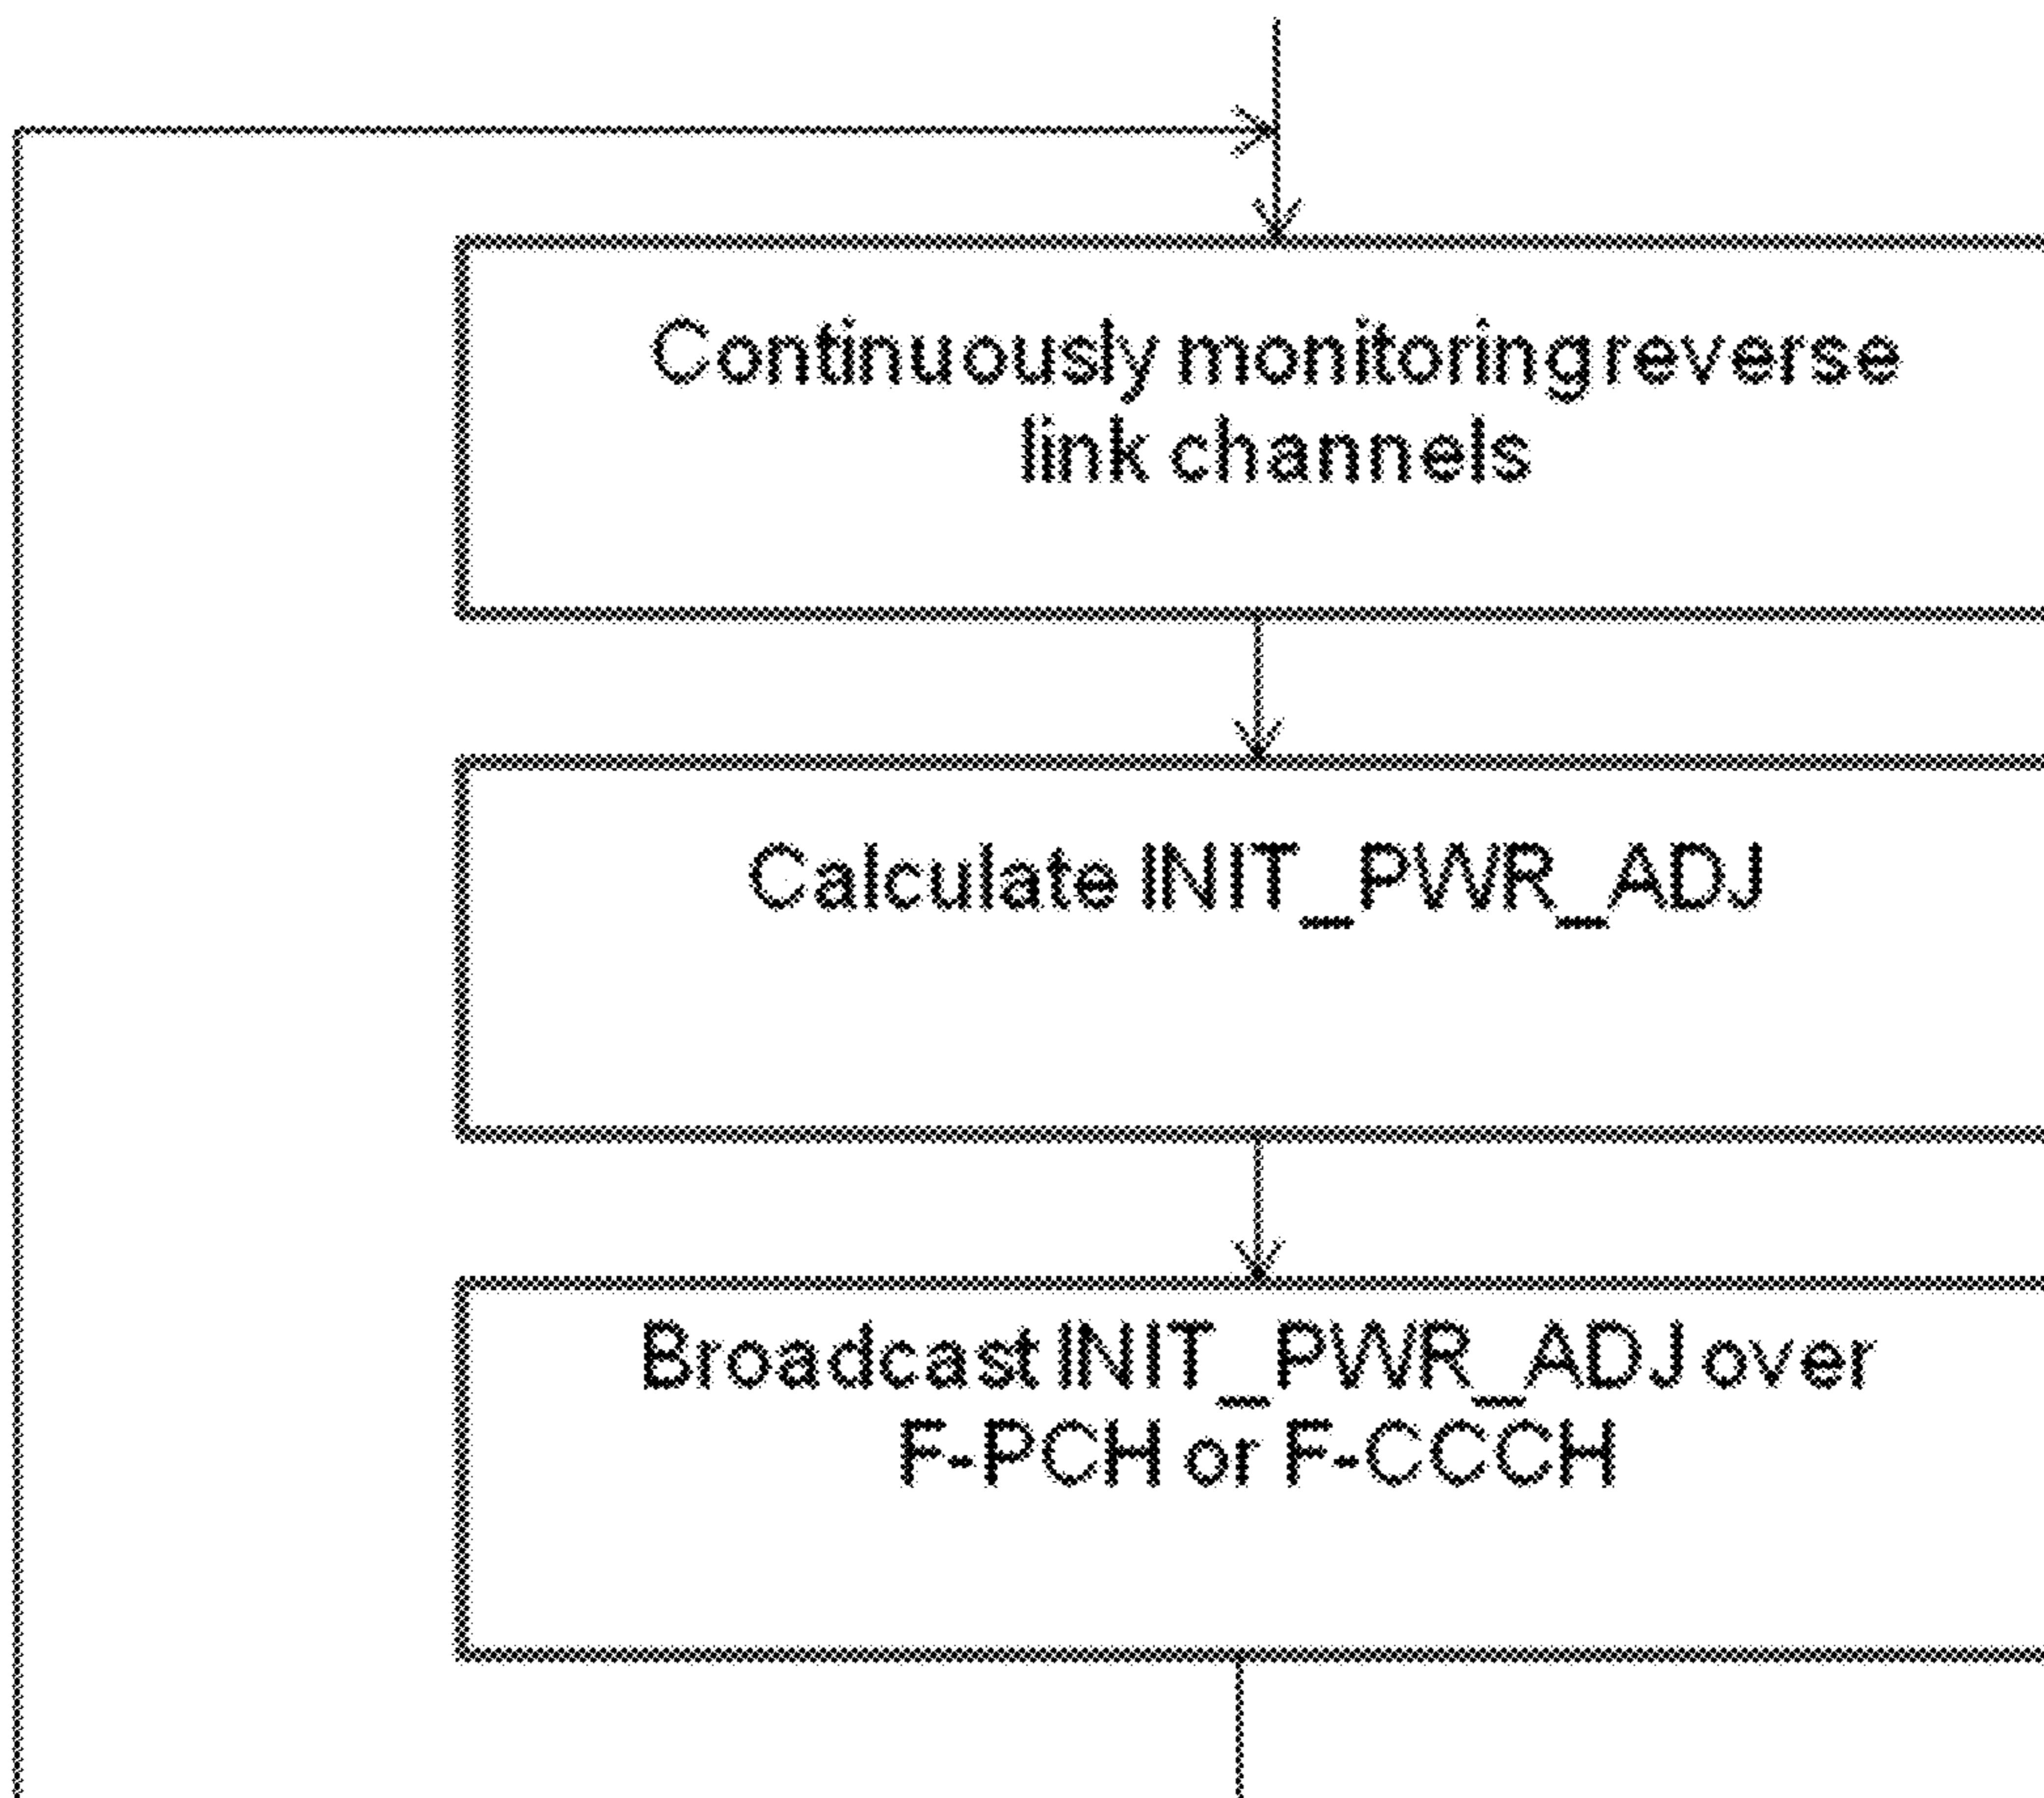 Continuously monitoring reverse
link channels
Calculate INIT_PWR_ADJ
Broadcast INIT_PWR_ADJ over
F-PCH or F-CCCH